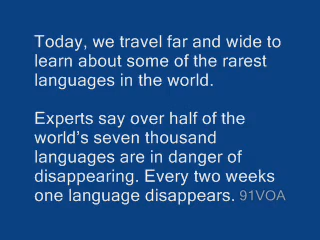 Today, we travel far and wide to
learn about some of the rarest
languages in the world.
Experts say over half of the
world's seven thousand
languages are in danger of
disappearing. Every two weeks
one language disappears. 91VOA